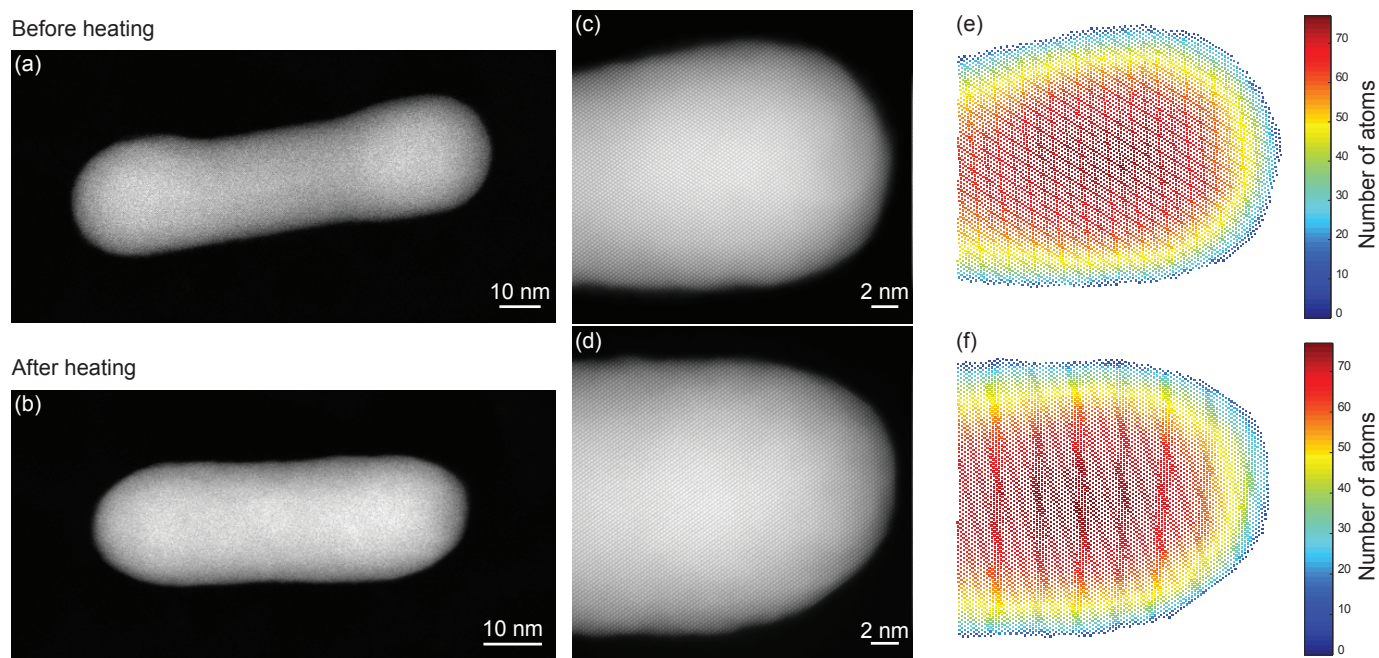 Before heating
(a)
10 nm
(c)
2 nm
(e)
70
60
50
40
30
20
10
0
Number of atoms
After heating
(b)
10 nm
(d)
2 nm
(f)
70
60
50
40
30
20
10
0
Number of atoms